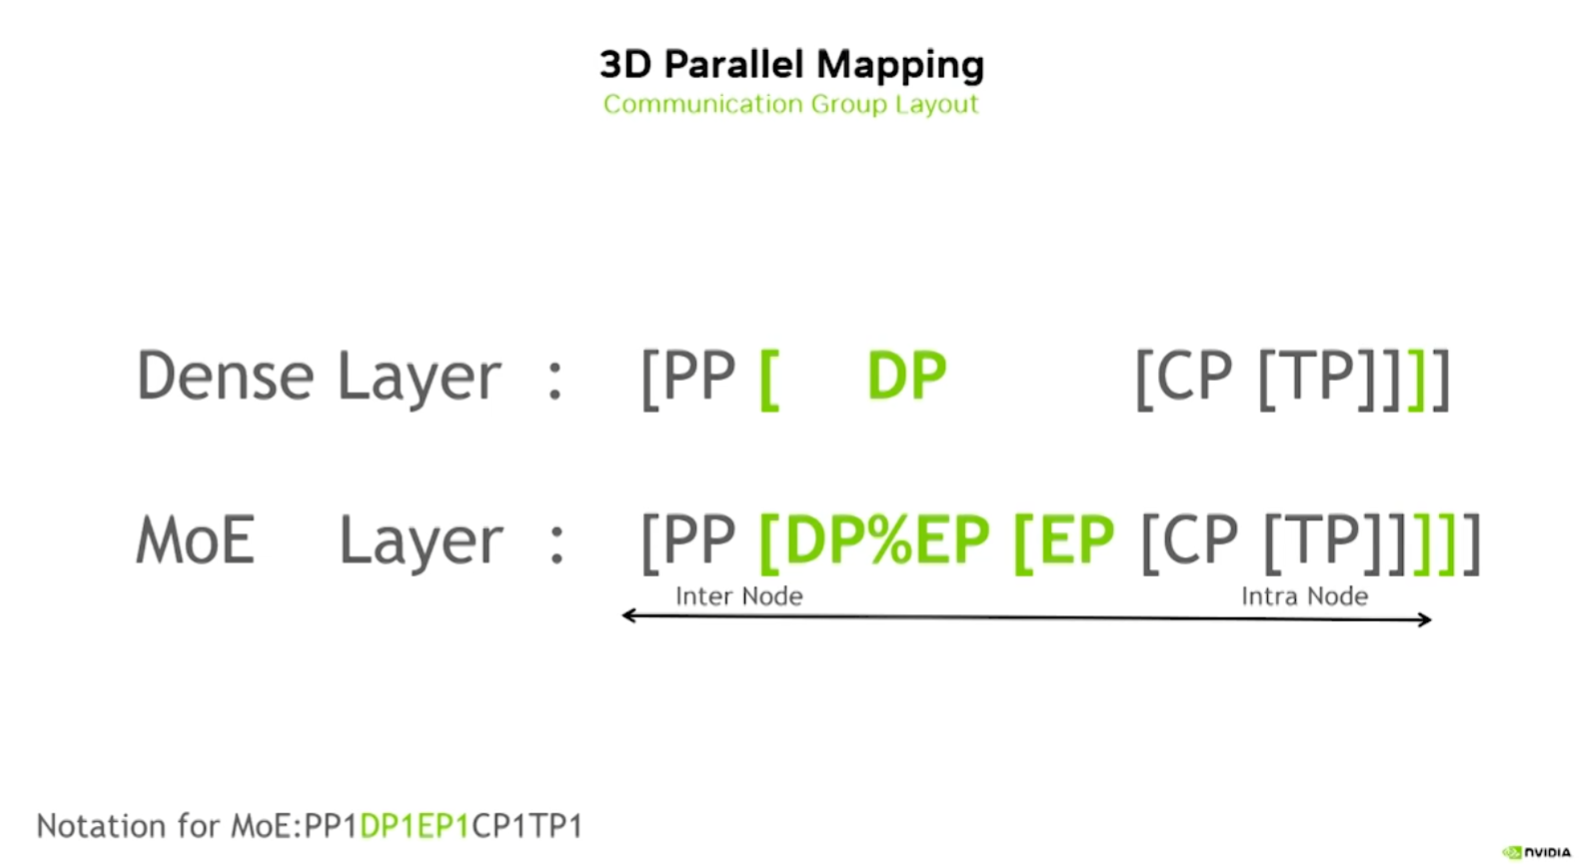 3D Parallel Mapping
Communication Group Layout
Dense Layer : [PP [ DP [CP [TP]]]]
MoE Layer : [PP [DP%EP [EP [CP [TP]]]]]
Inter Node Intra Node
Notation for MoE:PP1DP1EP1CP1TP1
NVIDIA